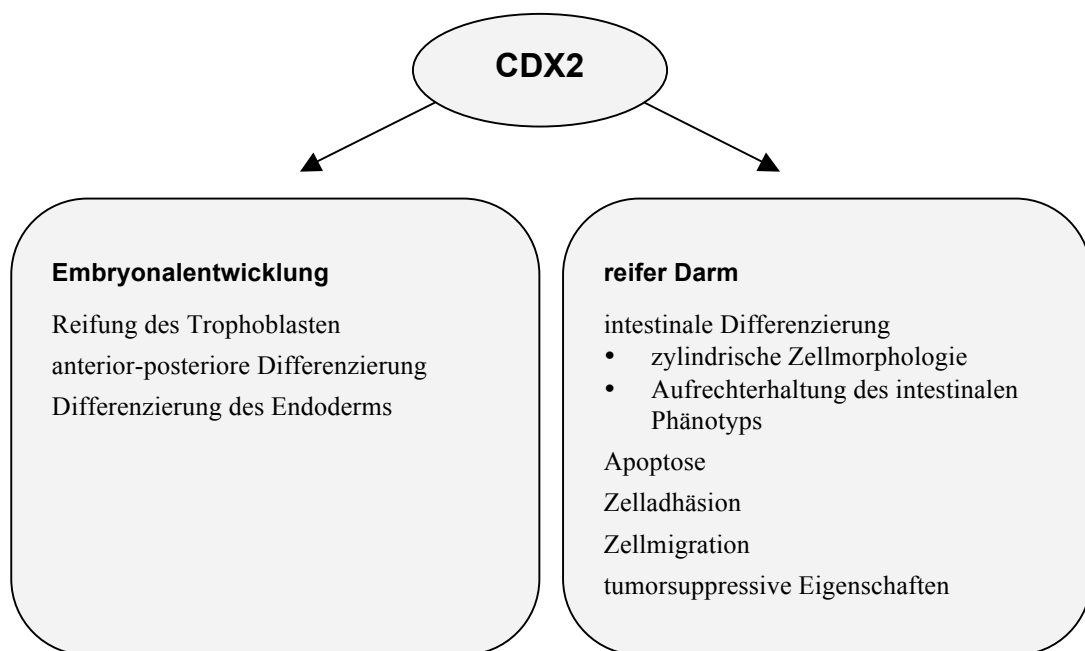 CDX2
Embryonalentwicklung
Reifung des Trophoblasten
anterior-posteriore Differenzierung
Differenzierung des Endoderms
reifer Darm
intestinale Differenzierung
• zylindrische Zellmorphologie
• Aufrechterhaltung des intestinalen
Phänotyps
Apoptose
Zelladhäsion
Zellmigration
tumorsuppressive Eigenschaften